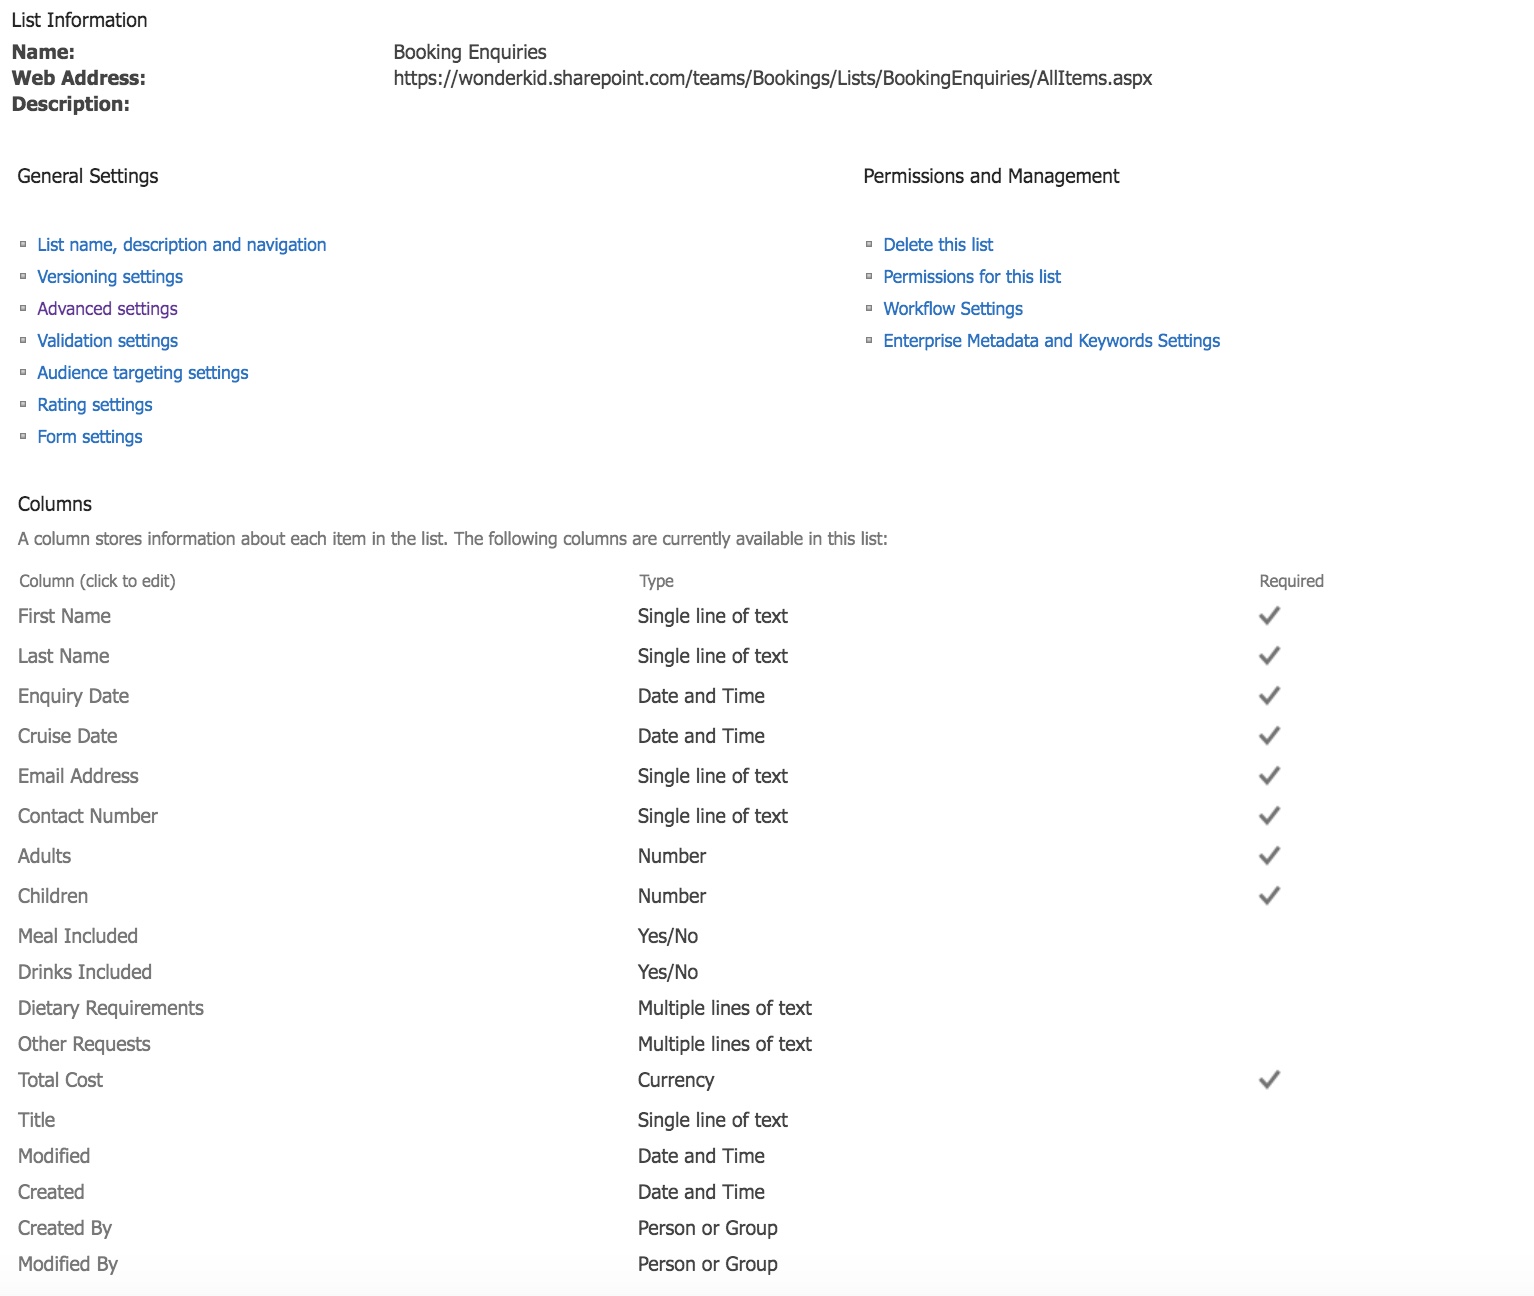 List Information
Name: Booking Enquiries
Web Address: https://wonderkid.sharepoint.com/teams/Bookings/Lists/BookingEnquiries/AllItems.aspx
Description:
General Settings
List name, description and navigation
Versioning settings
Advanced settings
Validation settings
Audience targeting settings
Rating settings
Form settings
Permissions and Management
Delete this list
Permissions for this list
Workflow Settings
Enterprise Metadata and Keywords Settings
Columns
A column stores information about each item in the list. The following columns are currently available in this list:
Column (click to edit) Type Required
First Name Single line of text
Last Name Single line of text
Enquiry Date Date and Time
Cruise Date Date and Time
Email Address Single line of text
Contact Number Single line of text
Adults Number
Children Number
Meal Included Yes/No
Drinks Included Yes/No
Dietary Requirements Multiple lines of text
Other Requests Multiple lines of text
Total Cost Currency
Title Single line of text
Modified Date and Time
Created Date and Time
Created By Person or Group
Modified By Person or Group